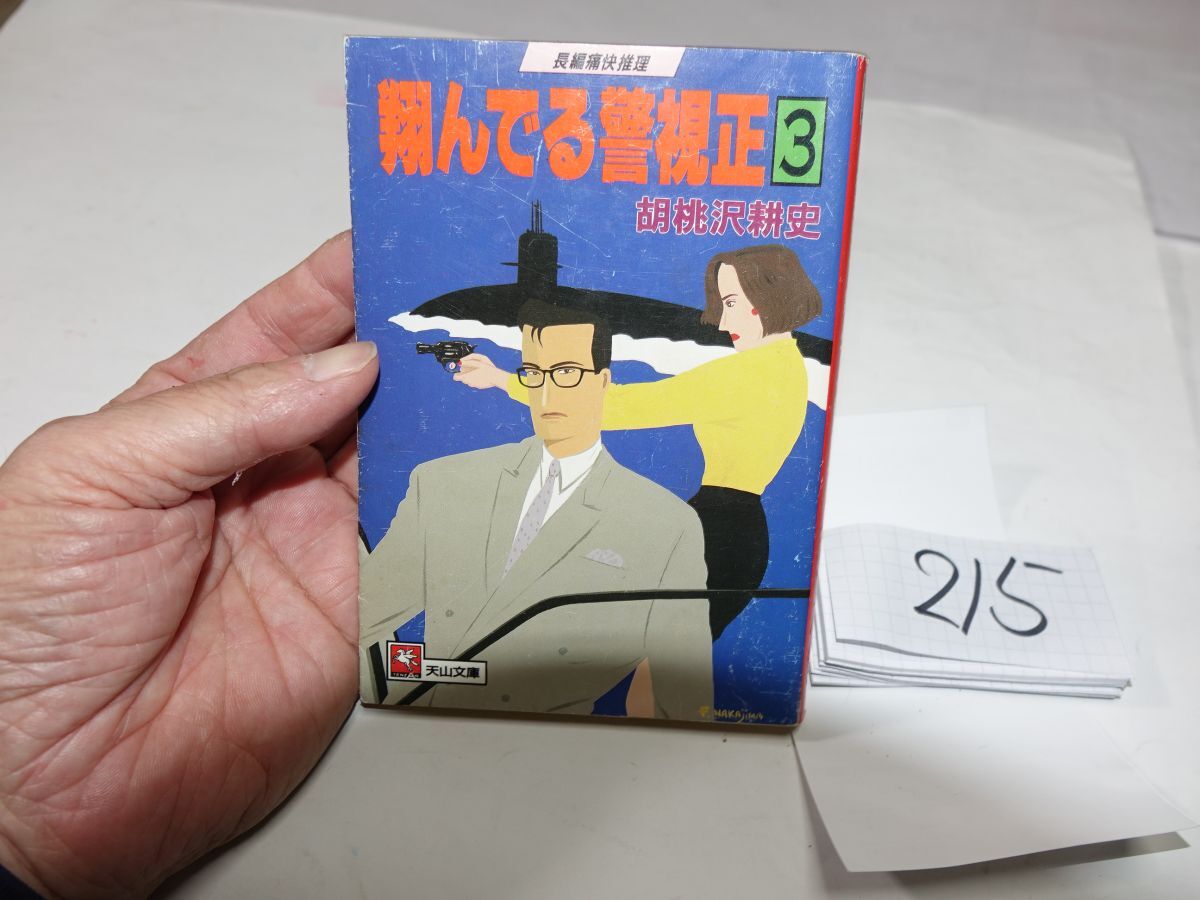 長編痛快推理
翔んでる警視正3
胡桃沢耕史
TENZAN
天山文庫
F. NAKAJIMA
215